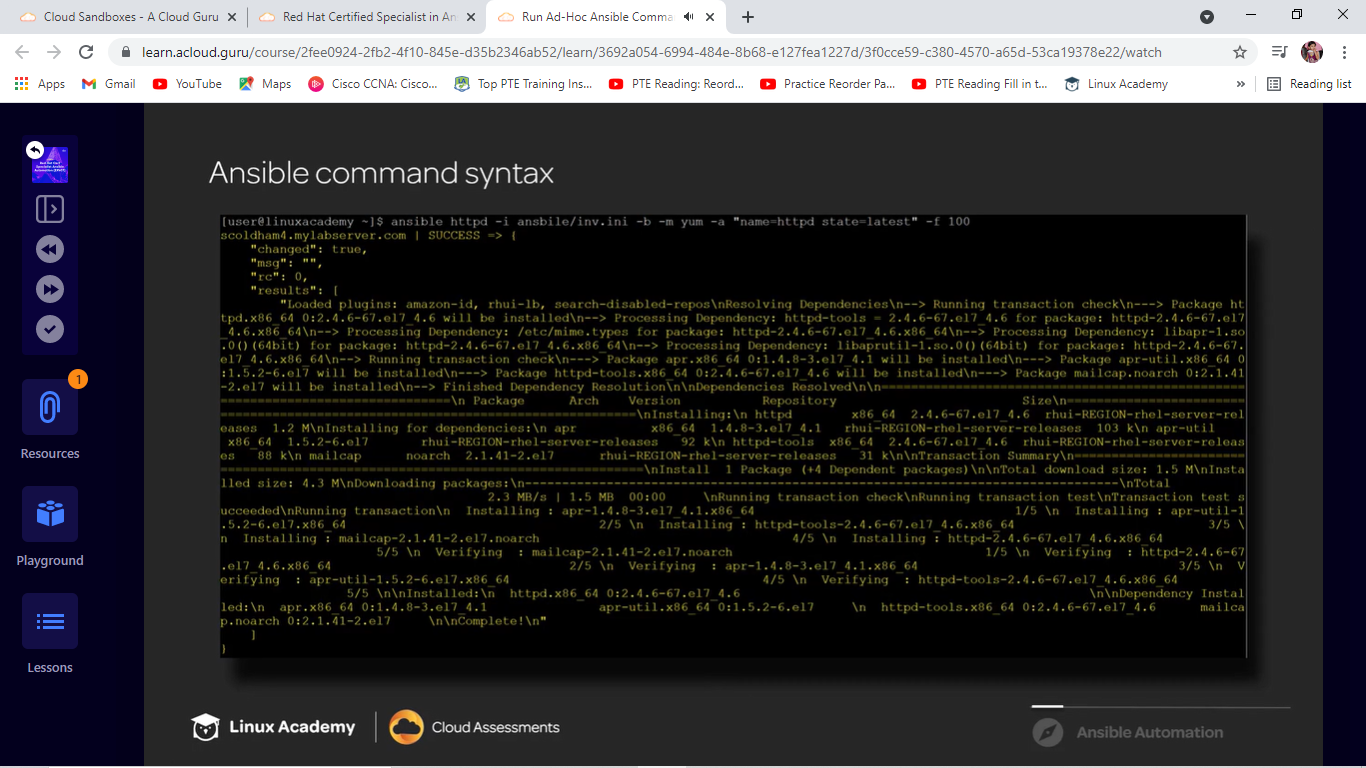 Cloud Sandboxes - A Cloud Guru
Red Hat Certified Specialist in An
Run Ad-Hoc Ansible Comma
learn.acloud.guru/course/2fee0924-2fb2-4f10-845e-d35b2346ab52/learn/3692a054-6994-484e-8b68-e127fea1227d/3f0cce59-c380-4570-a65d-53ca19378e22/watch
Apps
Gmail
YouTube
Maps
Cisco CCNA: Cisco...
Top PTE Training Ins...
PTE Reading: Reord...
Practice Reorder Pa...
PTE Reading Fill in t...
Linux Academy
»
Reading list
1
Resources
Playground
Lessons
Ansible command syntax
[user@linuxacademy ~]$ ansible httpd -i ansbile/inv.ini -b -m yum -a "name=httpd state=latest" -f 100
scoldham4.mylabserver.com | SUCCESS => {
"changed": true,
"msg": "",
"rc": 0,
"results": [
"Loaded plugins: amazon-id, rhui-lb, search-disabled-repos\nResolving Dependencies\n--> Running transaction check\n---> Package ht
tpd.x86_64 0:2.4.6-67.el7_4.6 will be installed\n--> Processing Dependency: httpd-tools = 2.4.6-67.el7_4.6 for package: httpd-2.4.6-67.el7
_4.6.x86_64\n--> Processing Dependency: /etc/mime.types for package: httpd-2.4.6-67.el7_4.6.x86_64\n--> Processing Dependency: libapr-1.so
.0()(64bit) for package: httpd-2.4.6-67.el7_4.6.x86_64\n--> Processing Dependency: libaprutil-1.so.0()(64bit) for package: httpd-2.4.6-67.
el7_4.6.x86_64\n--> Running transaction check\n---> Package apr.x86_64 0:1.4.8-3.el7_4.1 will be installed\n---> Package apr-util.x86_64 0
:1.5.2-6.el7 will be installed\n---> Package httpd-tools.x86_64 0:2.4.6-67.el7_4.6 will be installed\n---> Package mailcap.noarch 0:2.1.41
-2.el7 will be installed\n--> Finished Dependency Resolution\n\nDependencies Resolved\n\n==========================================
==============================\n Package Arch Version Repository Size\n====================
==================================================\nInstalling:\n httpd x86_64 2.4.6-67.el7_4.6 rhui-REGION-rhel-server-rel
eases 1.2 M\nInstalling for dependencies:\n apr x86_64 1.4.8-3.el7_4.1 rhui-REGION-rhel-server-releases 103 k\n apr-util
x86_64 1.5.2-6.el7 rhui-REGION-rhel-server-releases 92 k\n httpd-tools x86_64 2.4.6-67.el7_4.6 rhui-REGION-rhel-server-releas
es 88 k\n mailcap noarch 2.1.41-2.el7 rhui-REGION-rhel-server-releases 31 k\n\nTransaction Summary\n====================
===================================================\nInstall 1 Package (+4 Dependent packages)\n\nTotal download size: 1.5 M\nInsta
lled size: 4.3 M\nDownloading packages:\n--------------------------------------------------------------------------------\nTotal
2.3 MB/s | 1.5 MB 00:00 \nRunning transaction check\nRunning transaction test\nTransaction test s
ucceeded\nRunning transaction\n Installing : apr-1.4.8-3.el7_4.1.x86_64 1/5 \n Installing : apr-util-1
.5.2-6.el7.x86_64 2/5 \n Installing : httpd-tools-2.4.6-67.el7_4.6.x86_64 3/5 \
n Installing : mailcap-2.1.41-2.el7.noarch 4/5 \n Installing : httpd-2.4.6-67.el7_4.6.x86_64
5/5 \n Verifying : mailcap-2.1.41-2.el7.noarch 1/5 \n Verifying : httpd-2.4.6-67
.el7_4.6.x86_64 2/5 \n Verifying : apr-1.4.8-3.el7_4.1.x86_64 3/5 \n V
erifying : apr-util-1.5.2-6.el7.x86_64 4/5 \n Verifying : httpd-tools-2.4.6-67.el7_4.6.x86_64
5/5 \n\nInstalled:\n httpd.x86_64 0:2.4.6-67.el7_4.6 \n\nDependency Instal
led:\n apr.x86_64 0:1.4.8-3.el7_4.1 apr-util.x86_64 0:1.5.2-6.el7 \n httpd-tools.x86_64 0:2.4.6-67.el7_4.6 mailca
p.noarch 0:2.1.41-2.el7 \n\nComplete!\n"
]
}
Linux Academy
Cloud Assessments
Ansible Automation